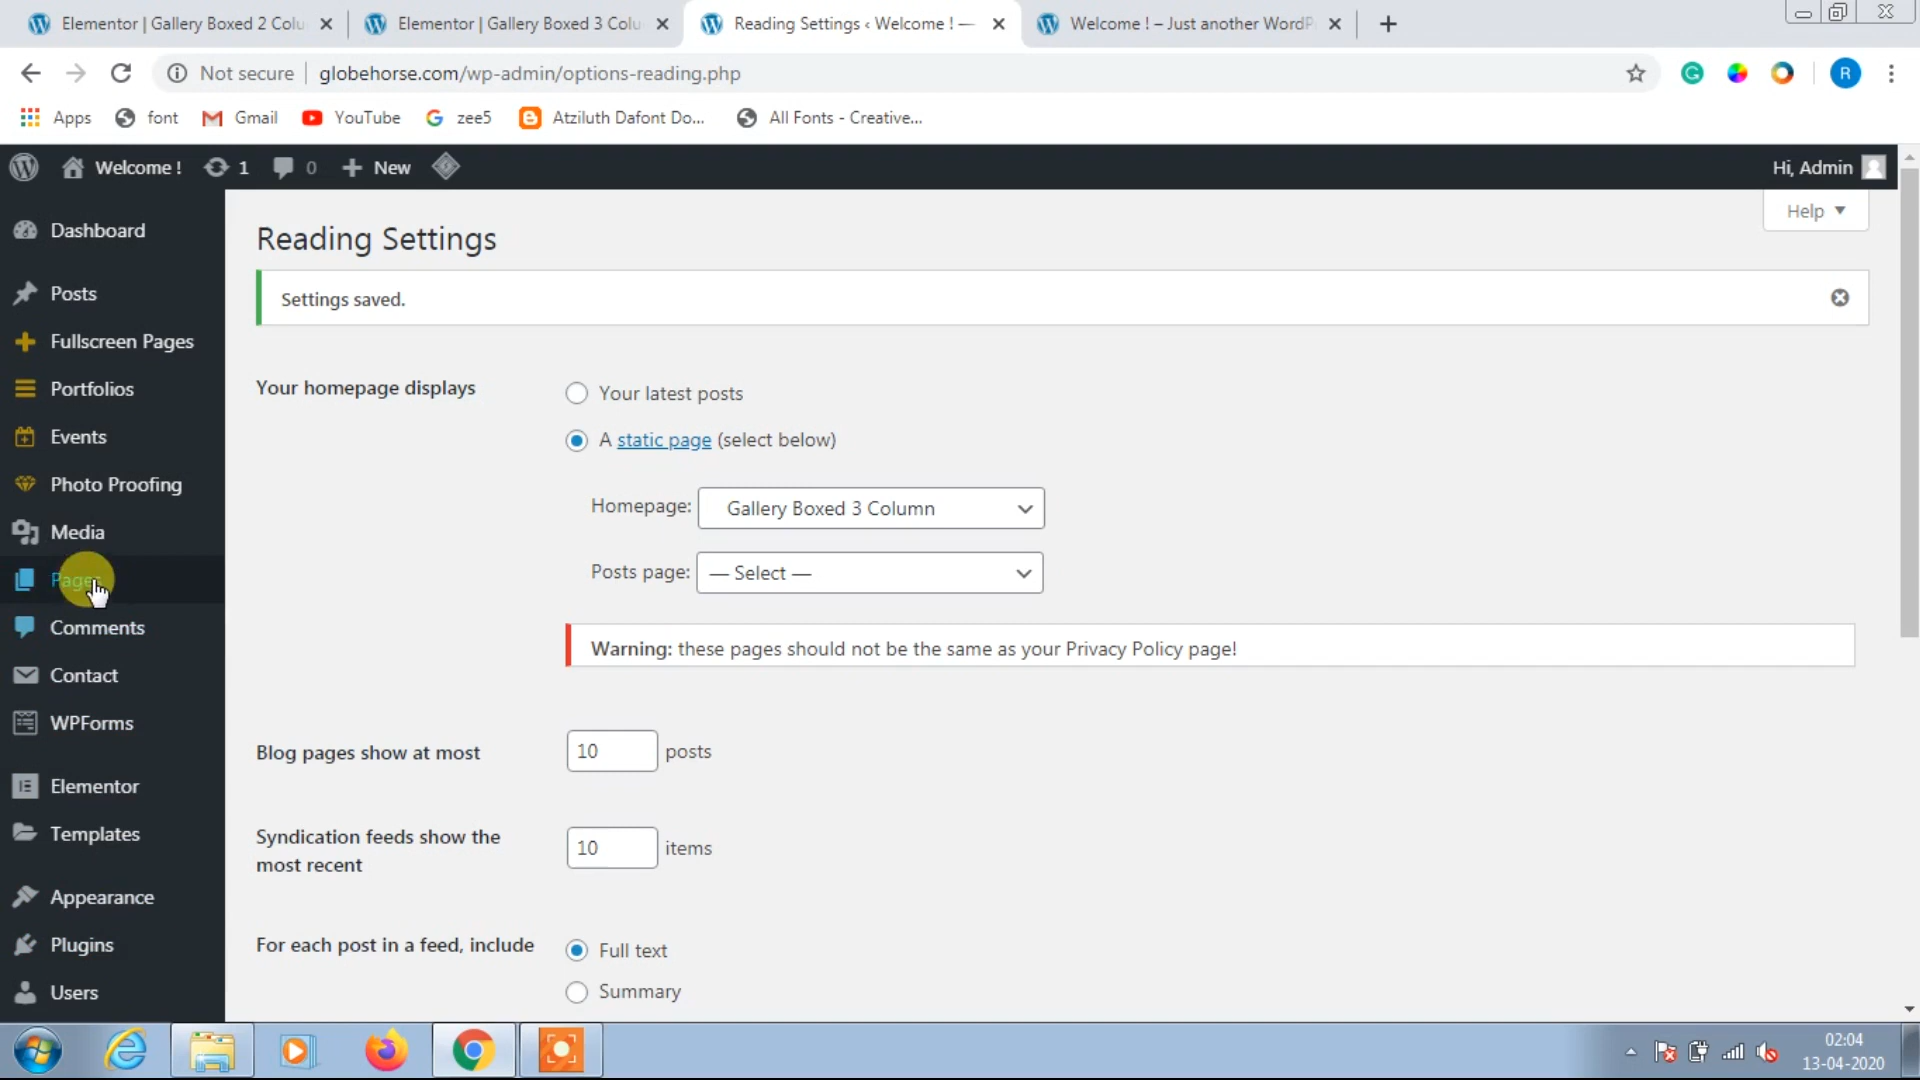 Elementor | Gallery Boxed 2 Colu
Elementor | Gallery Boxed 3 Colu
Reading Settings ‹ Welcome ! —
Welcome ! – Just another WordP
Not secure
globehorse.com/wp-admin/options-reading.php
R
Apps
font
Gmail
YouTube
zee5
Atziluth Dafont Do...
All Fonts - Creative...
Welcome !
1
0
New
Hi, Admin
Help
Dashboard
Posts
Fullscreen Pages
Portfolios
Events
Photo Proofing
Media
Pages
Comments
Contact
WPForms
Elementor
Templates
Appearance
Plugins
Users
Reading Settings
Settings saved.
Your homepage displays
Your latest posts
A static page (select below)
Homepage: Gallery Boxed 3 Column
Posts page: — Select —
Warning: these pages should not be the same as your Privacy Policy page!
Blog pages show at most
10 posts
Syndication feeds show the
most recent
10 items
For each post in a feed, include
Full text
Summary
02:04
13-04-2020